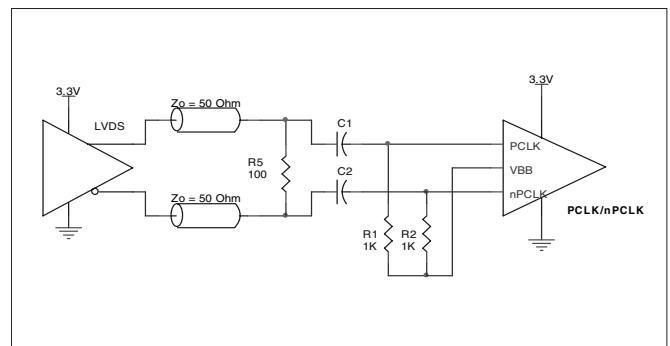 3.3V
LVDS
Zo = 50 Ohm
R5
100
Zo = 50 Ohm
C1
C2
R1
1K
R2
1K
3.3V
PCLK
VBB
nPCLK
PCLK/nPCLK